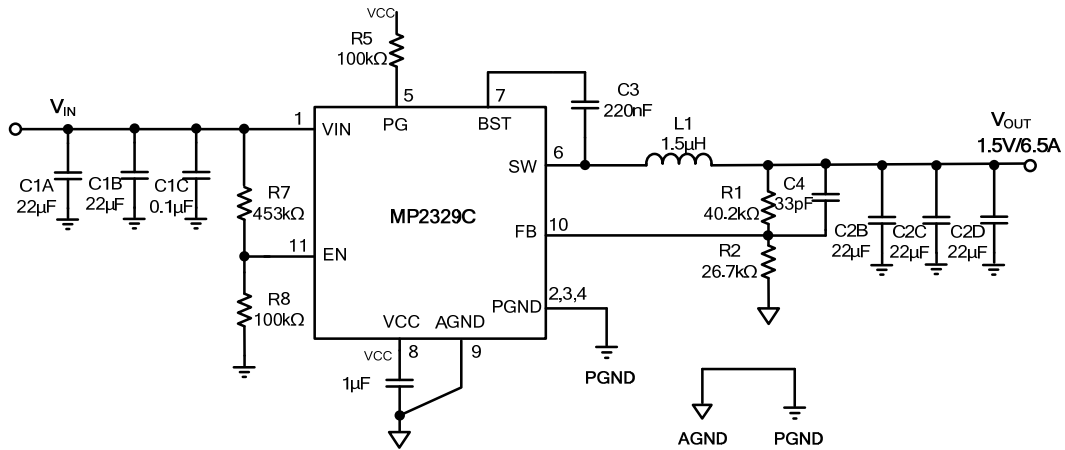 VCC
R5
100kΩ
5
7
C3
220nF
VIN
1
VIN
PG
BST
L1
1.5µH
VOUT
1.5V/6.5A
6
SW
C1A
22µF
C1B
22µF
C1C
0.1µF
R7
453kΩ
MP2329C
R1
40.2kΩ
C4
33pF
FB
10
C2B
22µF
C2C
22µF
C2D
22µF
11
EN
R2
26.7kΩ
R8
100kΩ
PGND
2,3,4
VCC
AGND
VCC
8
9
1µF
PGND
AGND
PGND